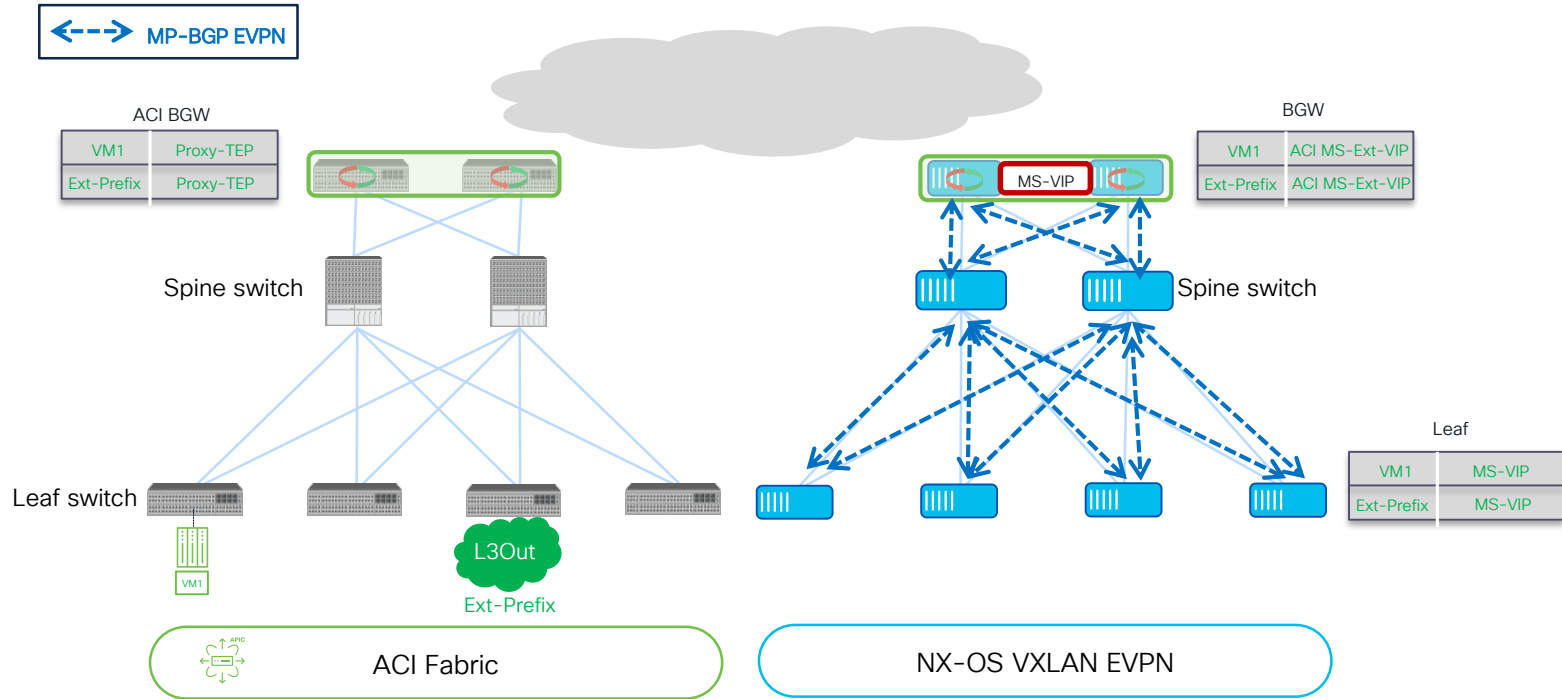 MP-BGP EVPN
ACI BGW
VM1 Proxy-TEP
Ext-Prefix Proxy-TEP
BGW
VM1 ACI MS-Ext-VIP
Ext-Prefix ACI MS-Ext-VIP
MS-VIP
Spine switch
Spine switch
Leaf
VM1 MS-VIP
Ext-Prefix MS-VIP
Leaf switch
VM1
L3Out
Ext-Prefix
APIC
ACI Fabric
NX-OS VXLAN EVPN